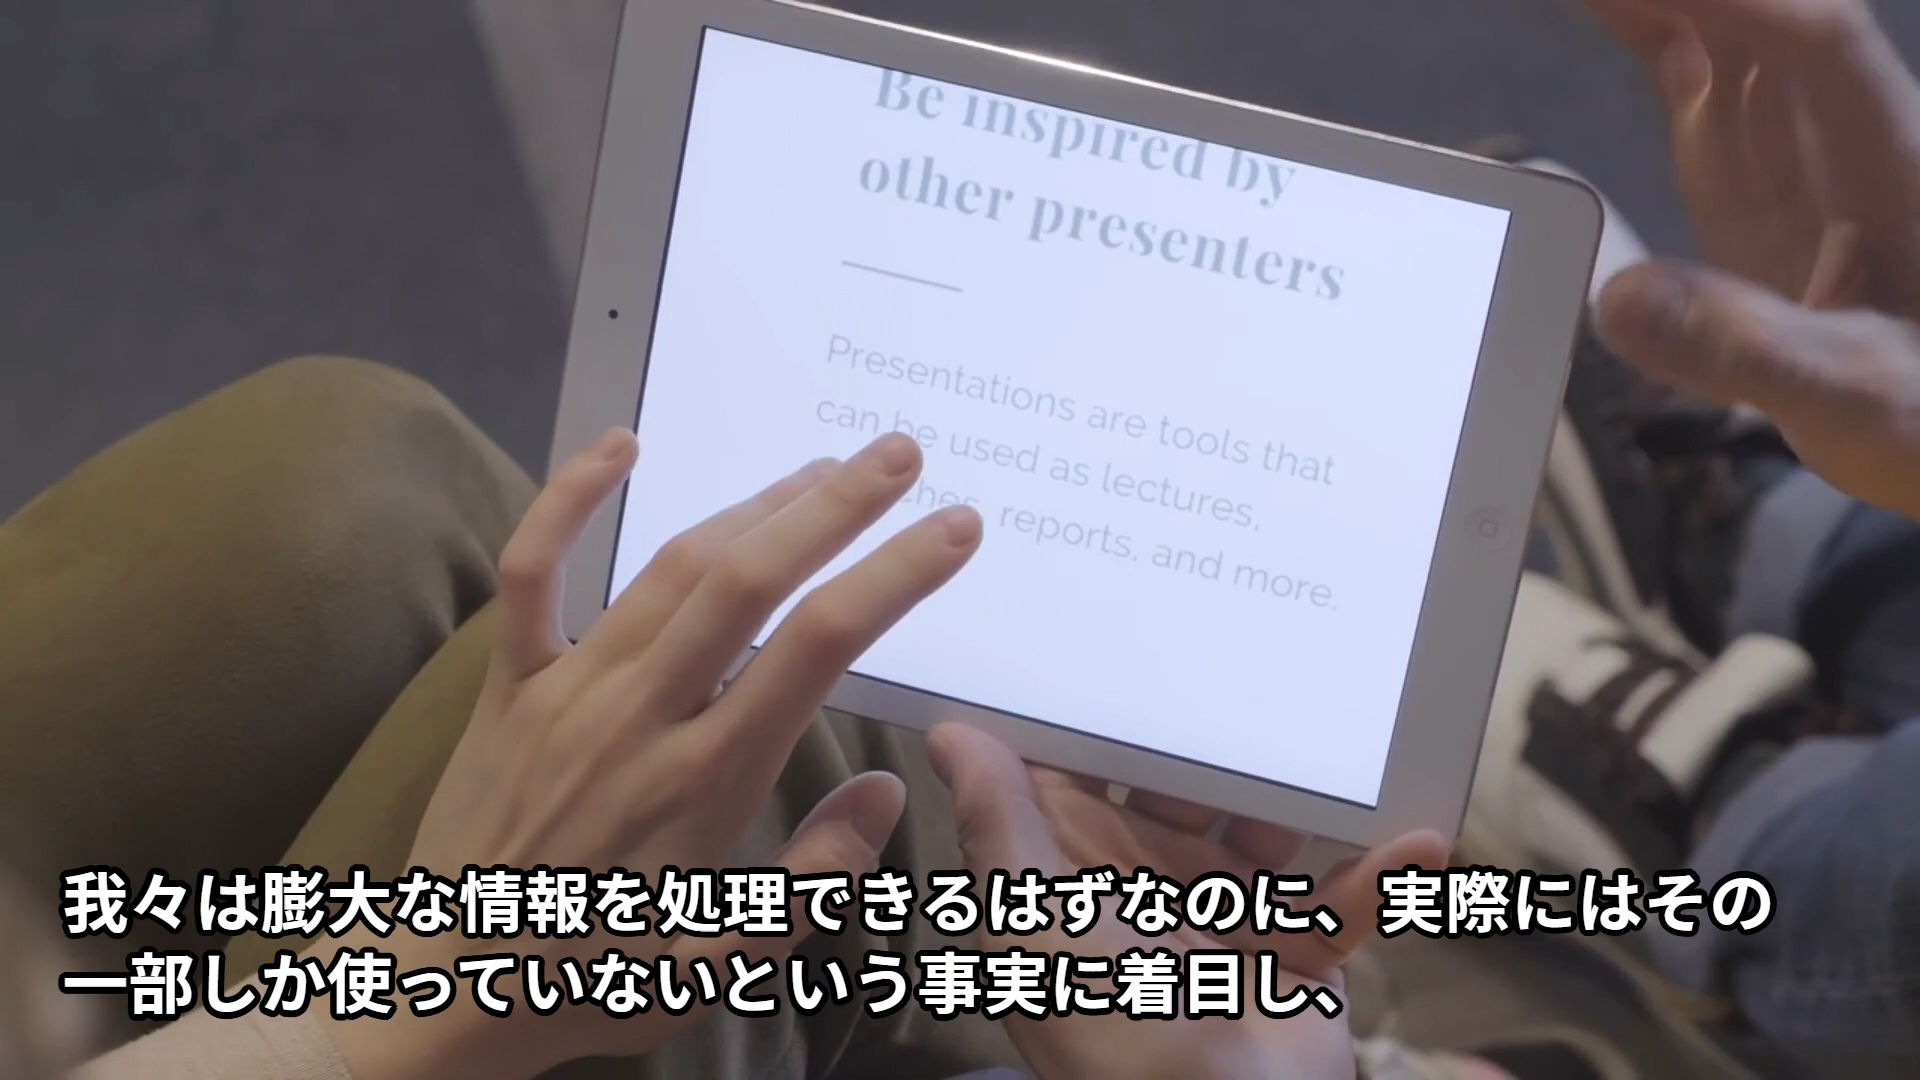 Be inspired by
other presenters
Presentations are tools that
can be used as lectures,
reports, and more.
我々は膨大な情報を処理できるはずなのに、実際にはその
一部しか使っていないという事実に着目し、